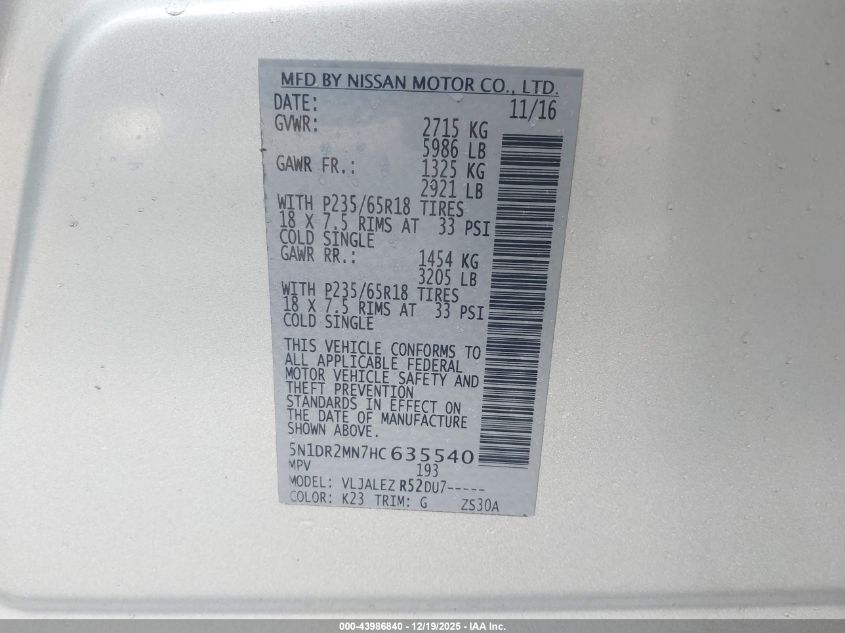 MFD BY NISSAN MOTOR CO., LTD.
DATE: 11/16
GVWR: 2715 KG
5986 LB
GAWR FR.: 1325 KG
2921 LB
WITH P235/65R18 TIRES
18 X 7.5 RIMS AT 33 PSI
COLD SINGLE
GAWR RR.: 1454 KG
3205 LB
WITH P235/65R18 TIRES
18 X 7.5 RIMS AT 33 PSI
COLD SINGLE
THIS VEHICLE CONFORMS TO
ALL APPLICABLE FEDERAL
MOTOR VEHICLE SAFETY AND
THEFT PREVENTION
STANDARDS IN EFFECT ON
THE DATE OF MANUFACTURE
SHOWN ABOVE.
5N1DR2MN7HC635540
MPV 193
MODEL: VLJALEZ R52DU7-----
COLOR: K23 TRIM: G ZS30A
000-43986840 - 12/19/2025 - IAA Inc.